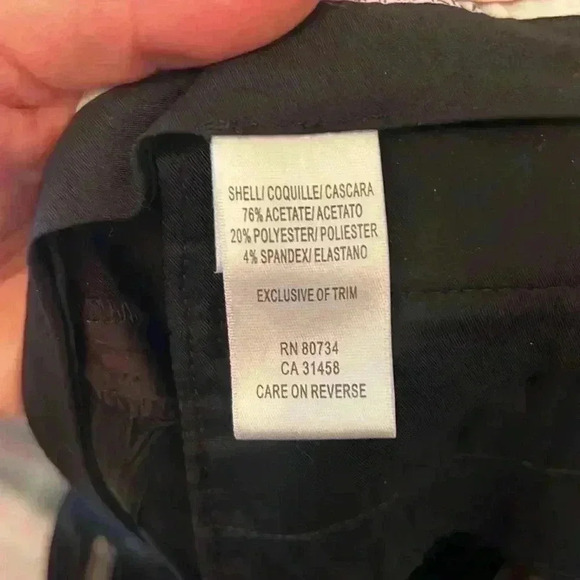 SHELL/ COQUILLE/ CASCARA
76% ACETATE/ ACETATO
20% POLYESTER/ POLIESTER
4% SPANDEX/ ELASTANO
EXCLUSIVE OF TRIM
RN 80734
CA 31458
CARE ON REVERSE